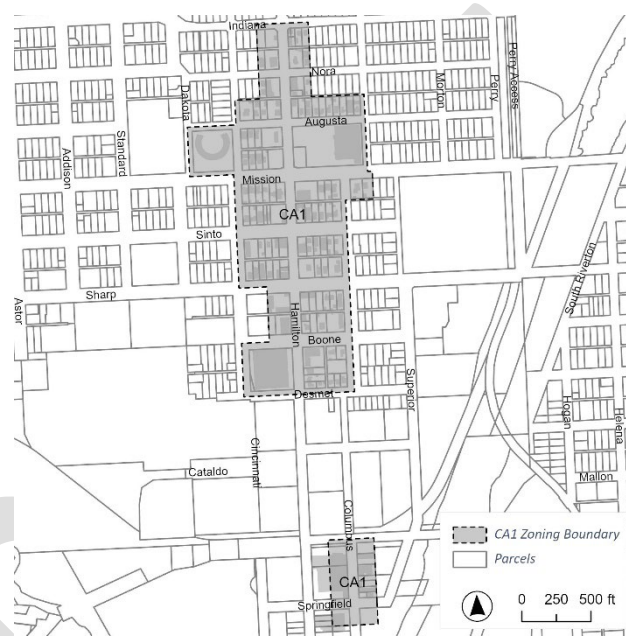 Indiana
Nora
Dakota
Morton
Perry
Perry Access
Augusta
Addison
Standard
Mission
CA1
Sinto
South Riverton
Sharp
Astor
Hamilton
Boone
Superior
Desmet
Hogan
Helena
Cincinnati
Cataldo
Mallon
Columbus
CA1 Zoning Boundary
Parcels
CA1
Springfield
0 250 500 ft